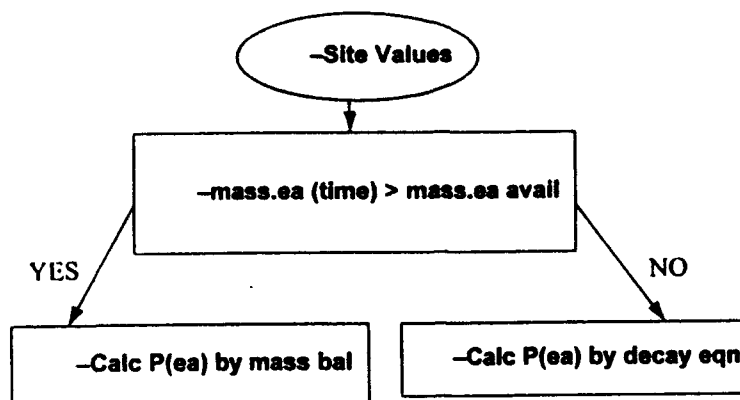 –Site Values
–mass.ea (time) > mass.ea avail
YES
NO
–Calc P(ea) by mass bal
–Calc P(ea) by decay eqn